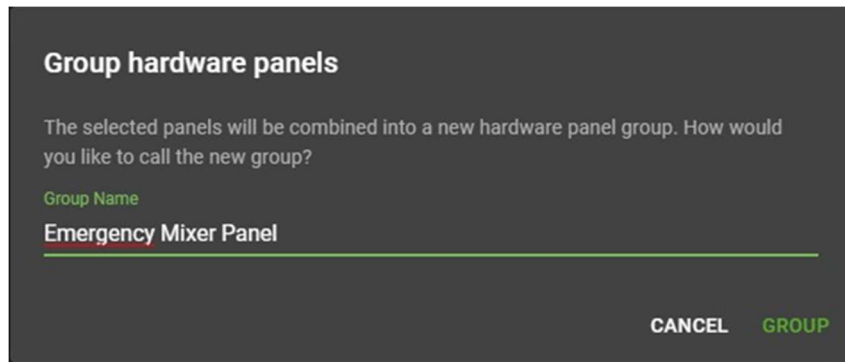 Group hardware panels
The selected panels will be combined into a new hardware panel group. How would
you like to call the new group?
Group Name
Emergency Mixer Panel
CANCEL GROUP